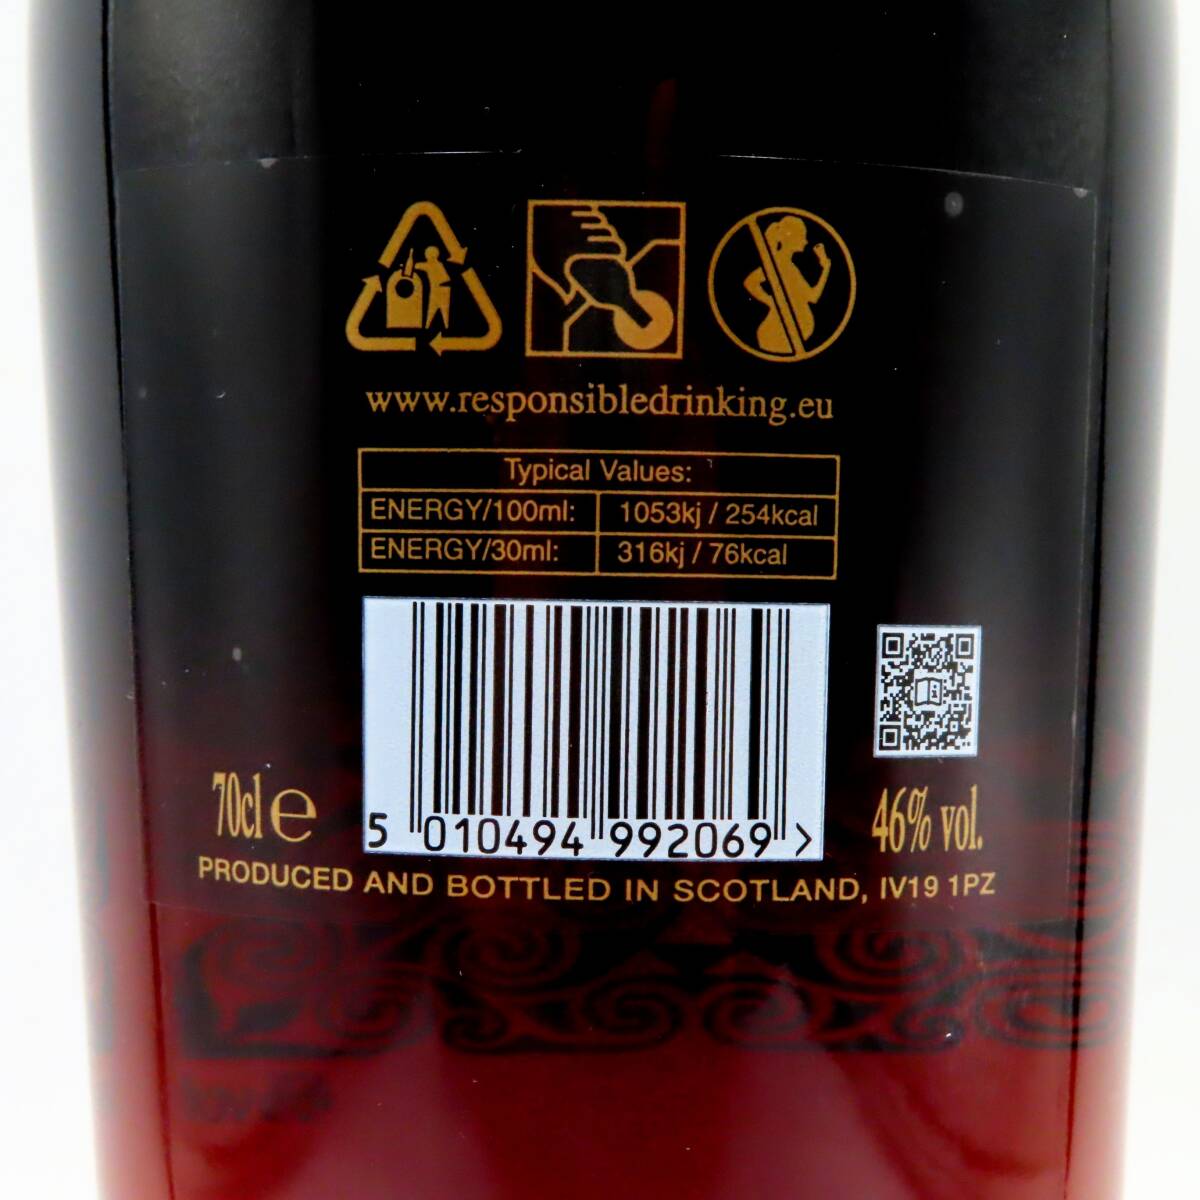 www.responsibledrinking.eu
Typical Values:
ENERGY/100ml: 1053kj / 254kcal
ENERGY/30ml: 316kj / 76kcal
5 010494 992069 >
70cl e
46% vol.
PRODUCED AND BOTTLED IN SCOTLAND, IV19 1PZ